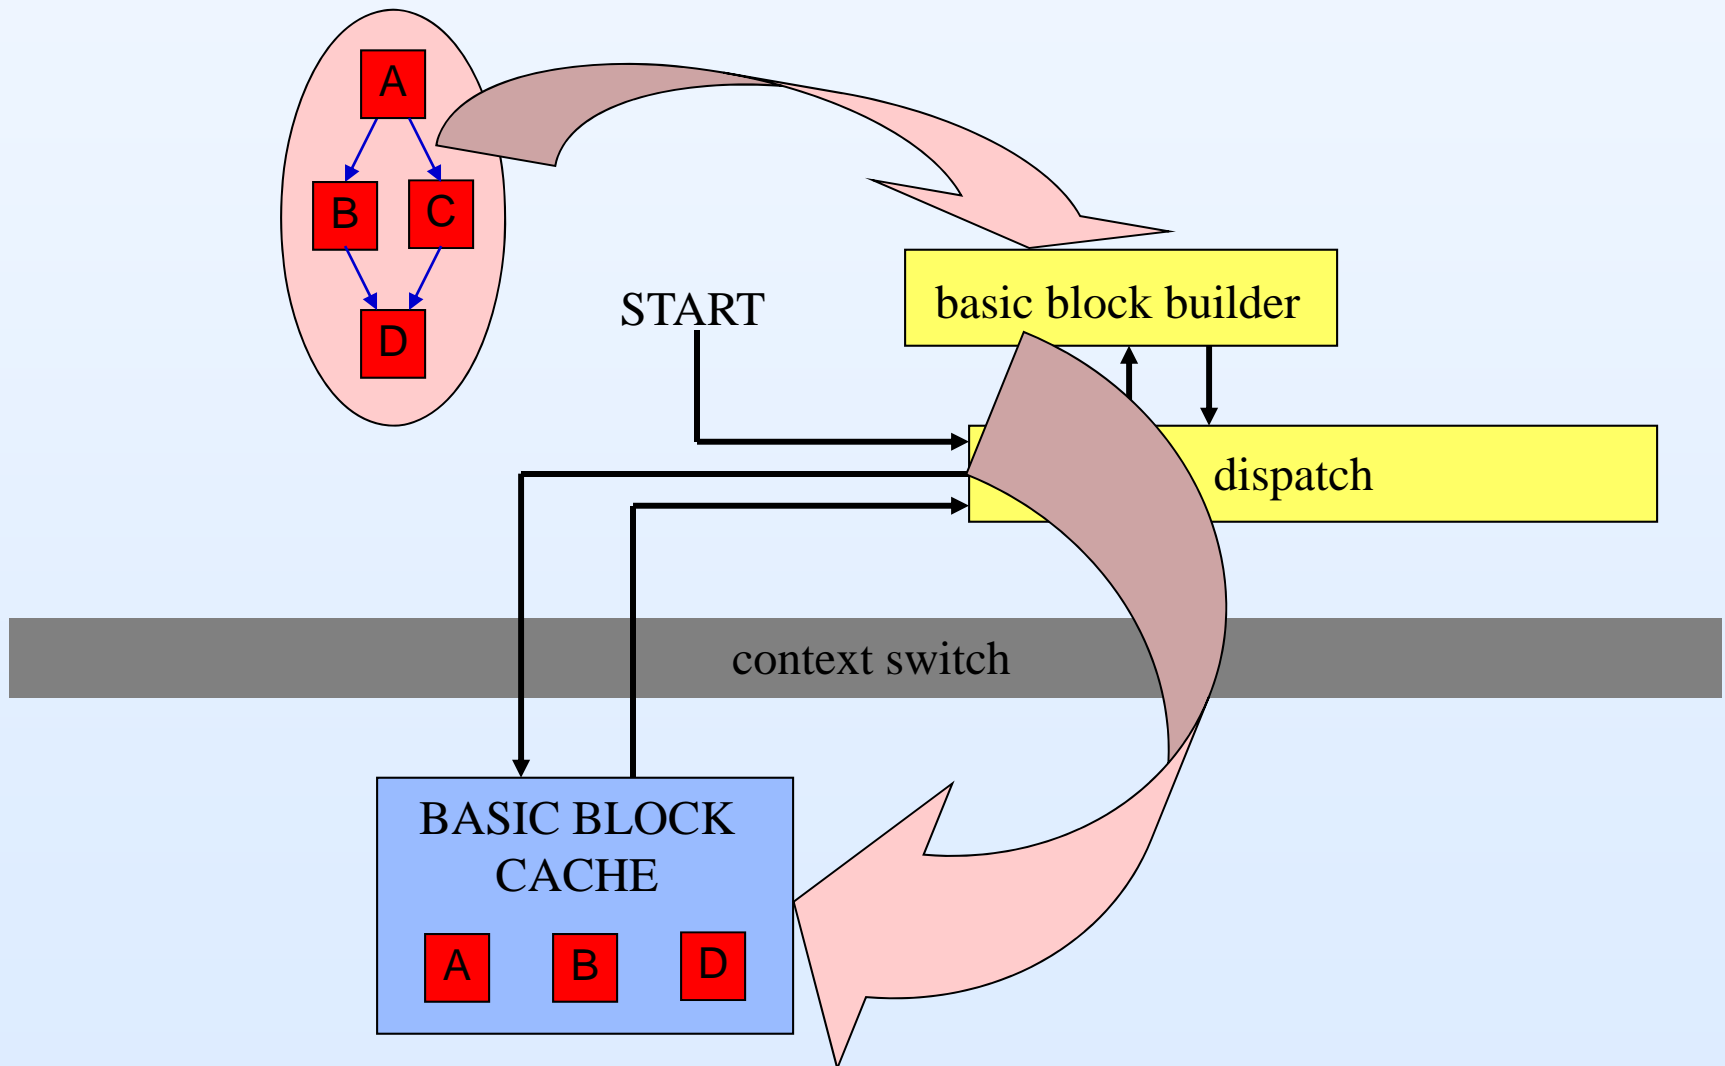 A
B
C
D
START
basic block builder
dispatch
context switch
BASIC BLOCK
CACHE
A
B
D